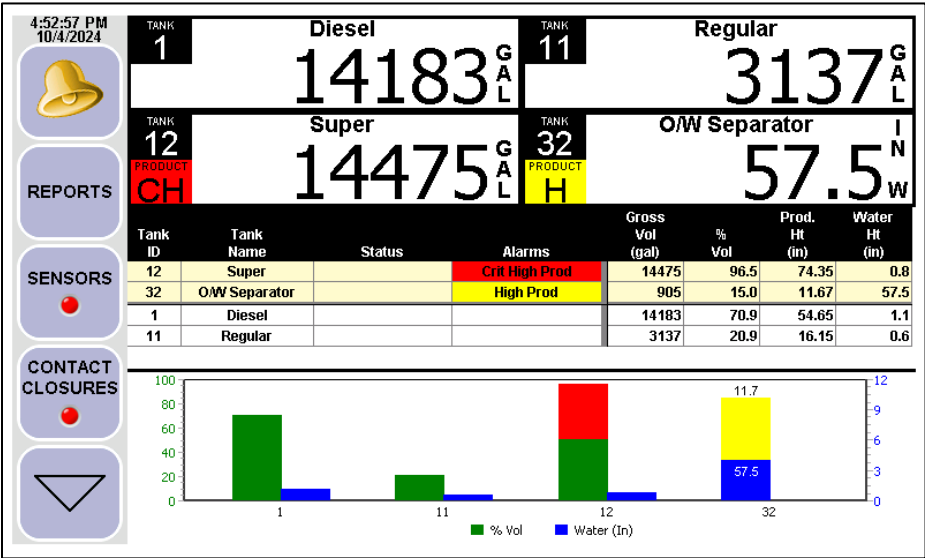 4:52:57 PM
10/4/2024
REPORTS
SENSORS
CONTACT
CLOSURES
TANK
1
Diesel
14183
GAL
TANK
11
Regular
3137
GAL
TANK
12
PRODUCT
CH
Super
14475
GAL
TANK
32
PRODUCT
H
O/W Separator
57.5
IN W
Tank ID Tank Name Status Alarms Gross Vol (gal) % Vol Prod. Ht (in) Water Ht (in)
12 Super Crit High Prod 14475 96.5 74.35 0.8
32 O/W Separator High Prod 905 15.0 11.67 57.5
1 Diesel 14183 70.9 54.65 1.1
11 Regular 3137 20.9 16.15 0.6
100
80
60
40
20
0
11.7
57.5
12
9
6
3
0
1 11 12 32
% Vol Water (In)